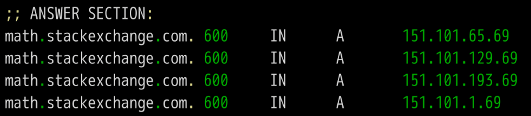 ;; ANSWER SECTION:
math.stackexchange.com. 600 IN A 151.101.65.69
math.stackexchange.com. 600 IN A 151.101.129.69
math.stackexchange.com. 600 IN A 151.101.193.69
math.stackexchange.com. 600 IN A 151.101.1.69